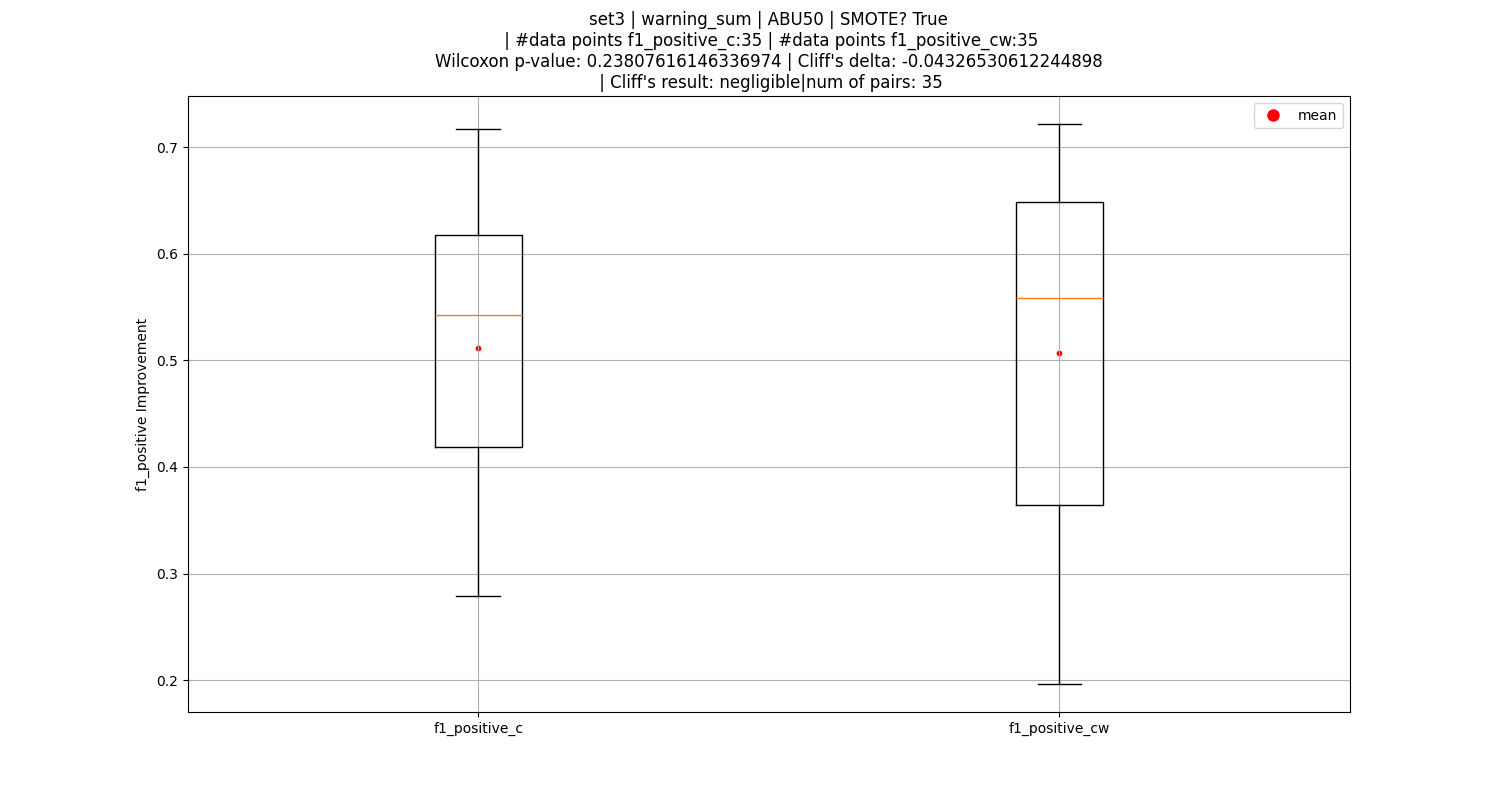 set3 | warning_sum | ABU50 | SMOTE? True
| #data points f1_positive_c:35 | #data points f1_positive_cw:35
Wilcoxon p-value: 0.23807616146336974 | Cliff's delta: -0.04326530612244898
| Cliff's result: negligible|num of pairs: 35
mean
0.7
0.6
0.5
0.4
0.3
0.2
f1_positive Improvement
f1_positive_c
f1_positive_cw